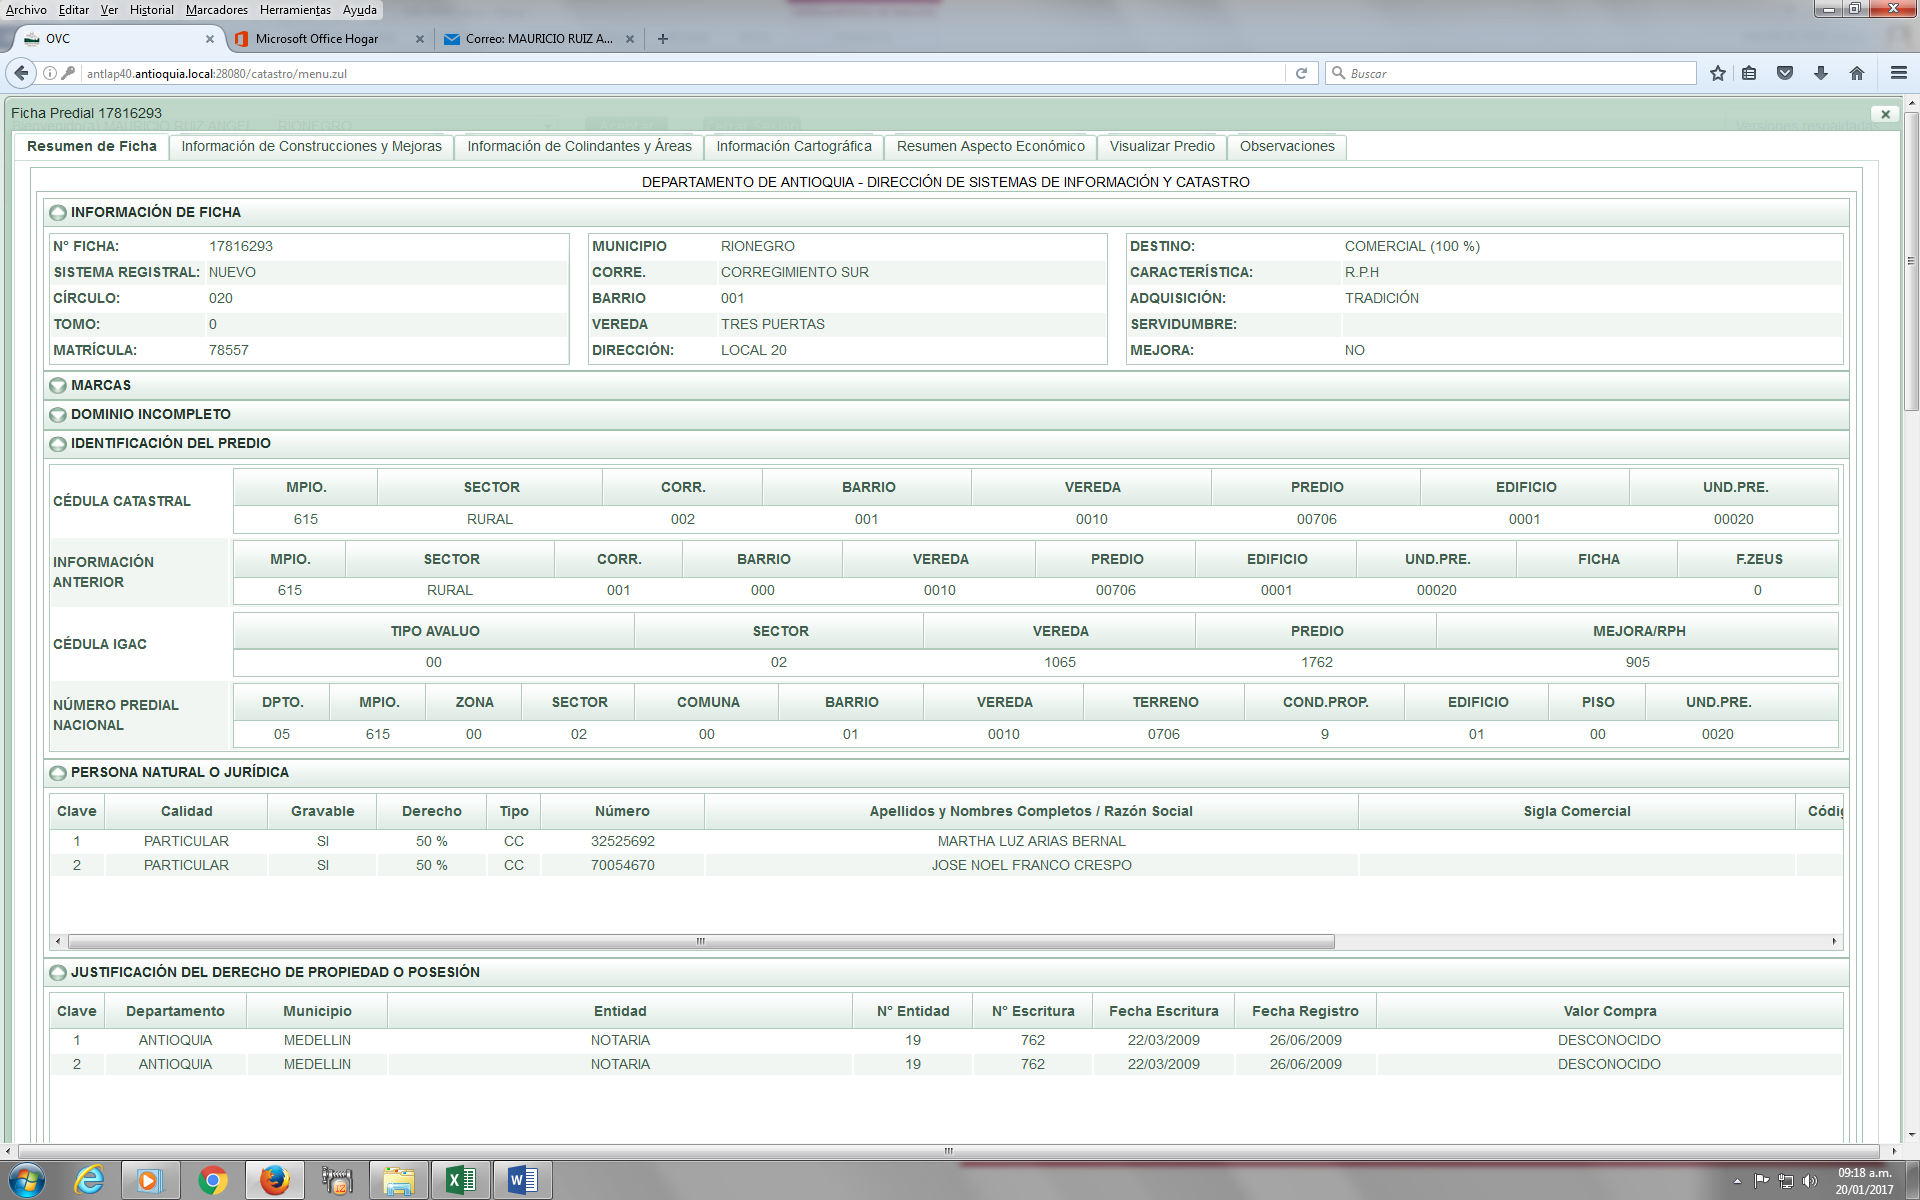 Archivo Editar Ver Historial Marcadores Herramientas Ayuda
OVC Microsoft Office Hogar Correo: MAURICIO RUIZ A...
antlap40.antioquia.local:28080/catastro/menu.zul Buscar
Ficha Predial 17816293
Resumen de Ficha Información de Construcciones y Mejoras Información de Colindantes y Áreas Información Cartográfica Resumen Aspecto Económico Visualizar Predio Observaciones
DEPARTAMENTO DE ANTIOQUIA - DIRECCIÓN DE SISTEMAS DE INFORMACIÓN Y CATASTRO
INFORMACIÓN DE FICHA
N° FICHA: 17816293 MUNICIPIO RIONEGRO DESTINO: COMERCIAL (100 %)
SISTEMA REGISTRAL: NUEVO CORRE. CORREGIMIENTO SUR CARACTERÍSTICA: R.P.H
CÍRCULO: 020 BARRIO 001 ADQUISICIÓN: TRADICIÓN
TOMO: 0 VEREDA TRES PUERTAS SERVIDUMBRE:
MATRÍCULA: 78557 DIRECCIÓN: LOCAL 20 MEJORA: NO
MARCAS
DOMINIO INCOMPLETO
IDENTIFICACIÓN DEL PREDIO
CÉDULA CATASTRAL
MPIO. SECTOR CORR. BARRIO VEREDA PREDIO EDIFICIO UND.PRE.
615 RURAL 002 001 0010 00706 0001 00020
INFORMACIÓN
ANTERIOR
MPIO. SECTOR CORR. BARRIO VEREDA PREDIO EDIFICIO UND.PRE. FICHA F.ZEUS
615 RURAL 001 000 0010 00706 0001 00020 0
CÉDULA IGAC
TIPO AVALUO SECTOR VEREDA PREDIO MEJORA/RPH
00 02 1065 1762 905
NÚMERO PREDIAL
NACIONAL
DPTO. MPIO. ZONA SECTOR COMUNA BARRIO VEREDA TERRENO COND.PROP. EDIFICIO PISO UND.PRE.
05 615 00 02 00 01 0010 0706 9 01 00 0020
PERSONA NATURAL O JURÍDICA
Clave Calidad Gravable Derecho Tipo Número Apellidos y Nombres Completos / Razón Social Sigla Comercial Códig
1 PARTICULAR SI 50 % CC 32525692 MARTHA LUZ ARIAS BERNAL
2 PARTICULAR SI 50 % CC 70054670 JOSE NOEL FRANCO CRESPO
JUSTIFICACIÓN DEL DERECHO DE PROPIEDAD O POSESIÓN
Clave Departamento Municipio Entidad N° Entidad N° Escritura Fecha Escritura Fecha Registro Valor Compra
1 ANTIOQUIA MEDELLIN NOTARIA 19 762 22/03/2009 26/06/2009 DESCONOCIDO
2 ANTIOQUIA MEDELLIN NOTARIA 19 762 22/03/2009 26/06/2009 DESCONOCIDO
09:18 a.m.
20/01/2017